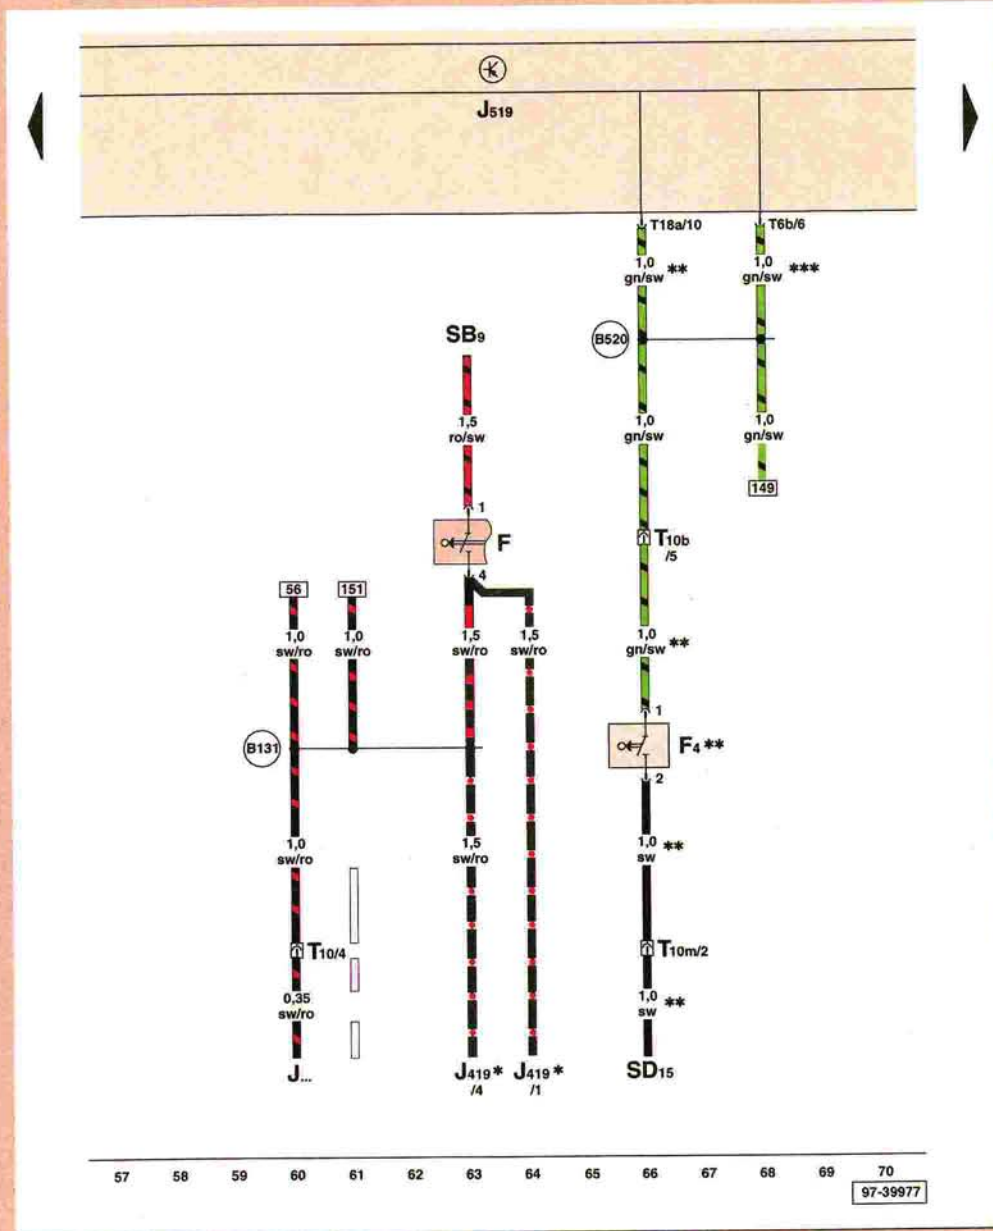 J519
T18a/10
T6b/6
1,0
gn/sw **
1,0
gn/sw ***
SB9
B520
1,5
ro/sw
1,0
gn/sw
1,0
gn/sw
149
1
F
T10b
/5
4
56
151
1,0
sw/ro
1,0
sw/ro
1,5
sw/ro
1,5
sw/ro
1,0
gn/sw **
1
B131
F4 **
2
1,0
sw/ro
1,5
sw/ro
1,0
sw **
T10/4
T10m/2
0,35
sw/ro
1,0
sw **
J...
J419 *
/4
J419 *
/1
SD15
57 58 59 60 61 62 63 64 65 66 67 68 69 70
97-39977